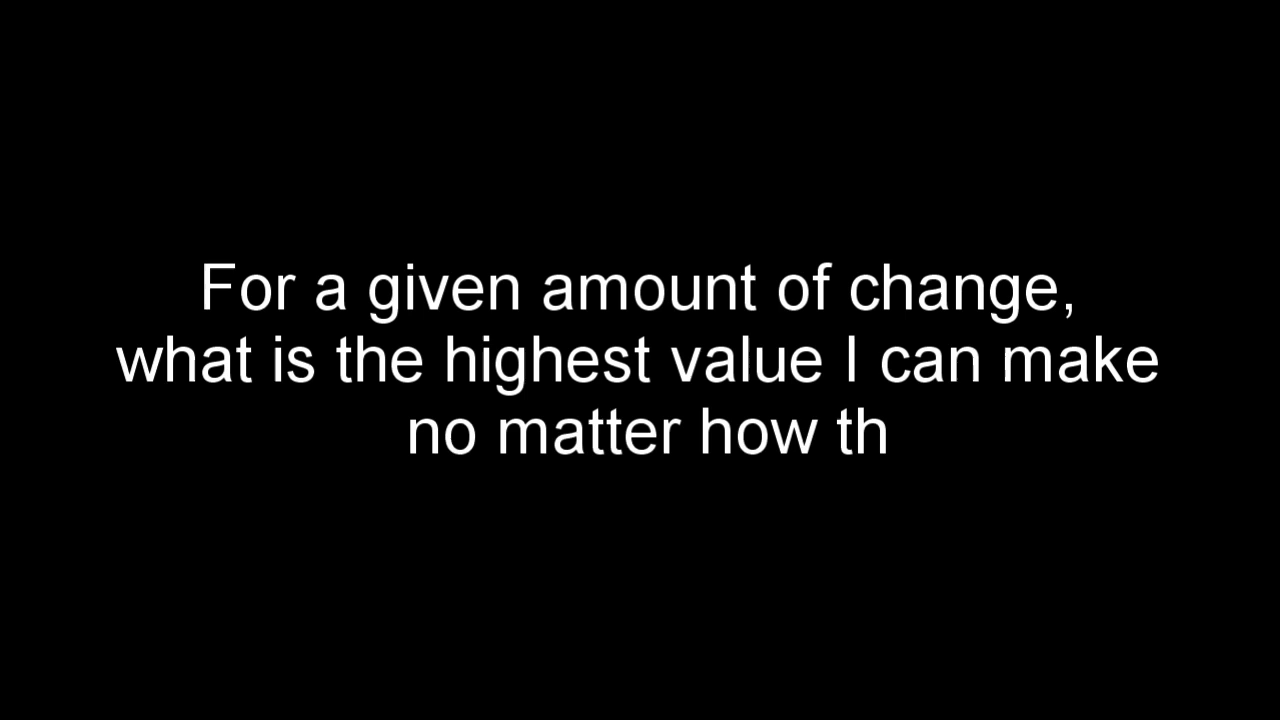 For a given amount of change,
what is the highest value I can make
no matter how th